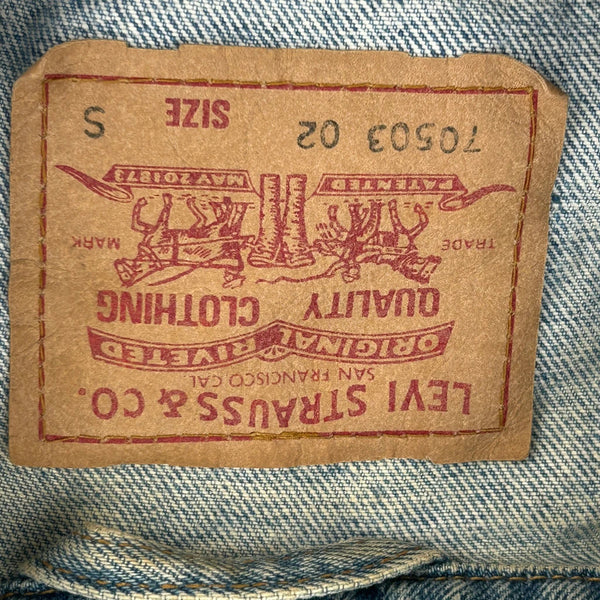 LEVI STRAUSS & CO.
SAN FRANCISCO CAL
ORIGINAL RIVETED
QUALITY CLOTHING
TRADE MARK
PATENTED MAY 20 1873
70503 02 SIZE S